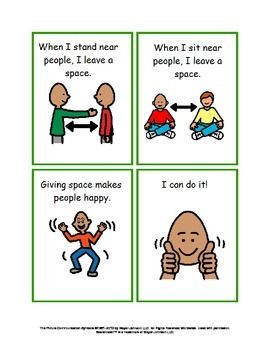 When I stand near
people, I leave a
space.
When I sit near
people, I leave a
space.
Giving space makes
people happy.
I can do it!
The Picture Communication Symbols
by Mayer-Johnson LLC. All Rights Reserved Worldwide. Used with permission.
Boardmaker™ is a trademark of Mayer-Johnson LLC.